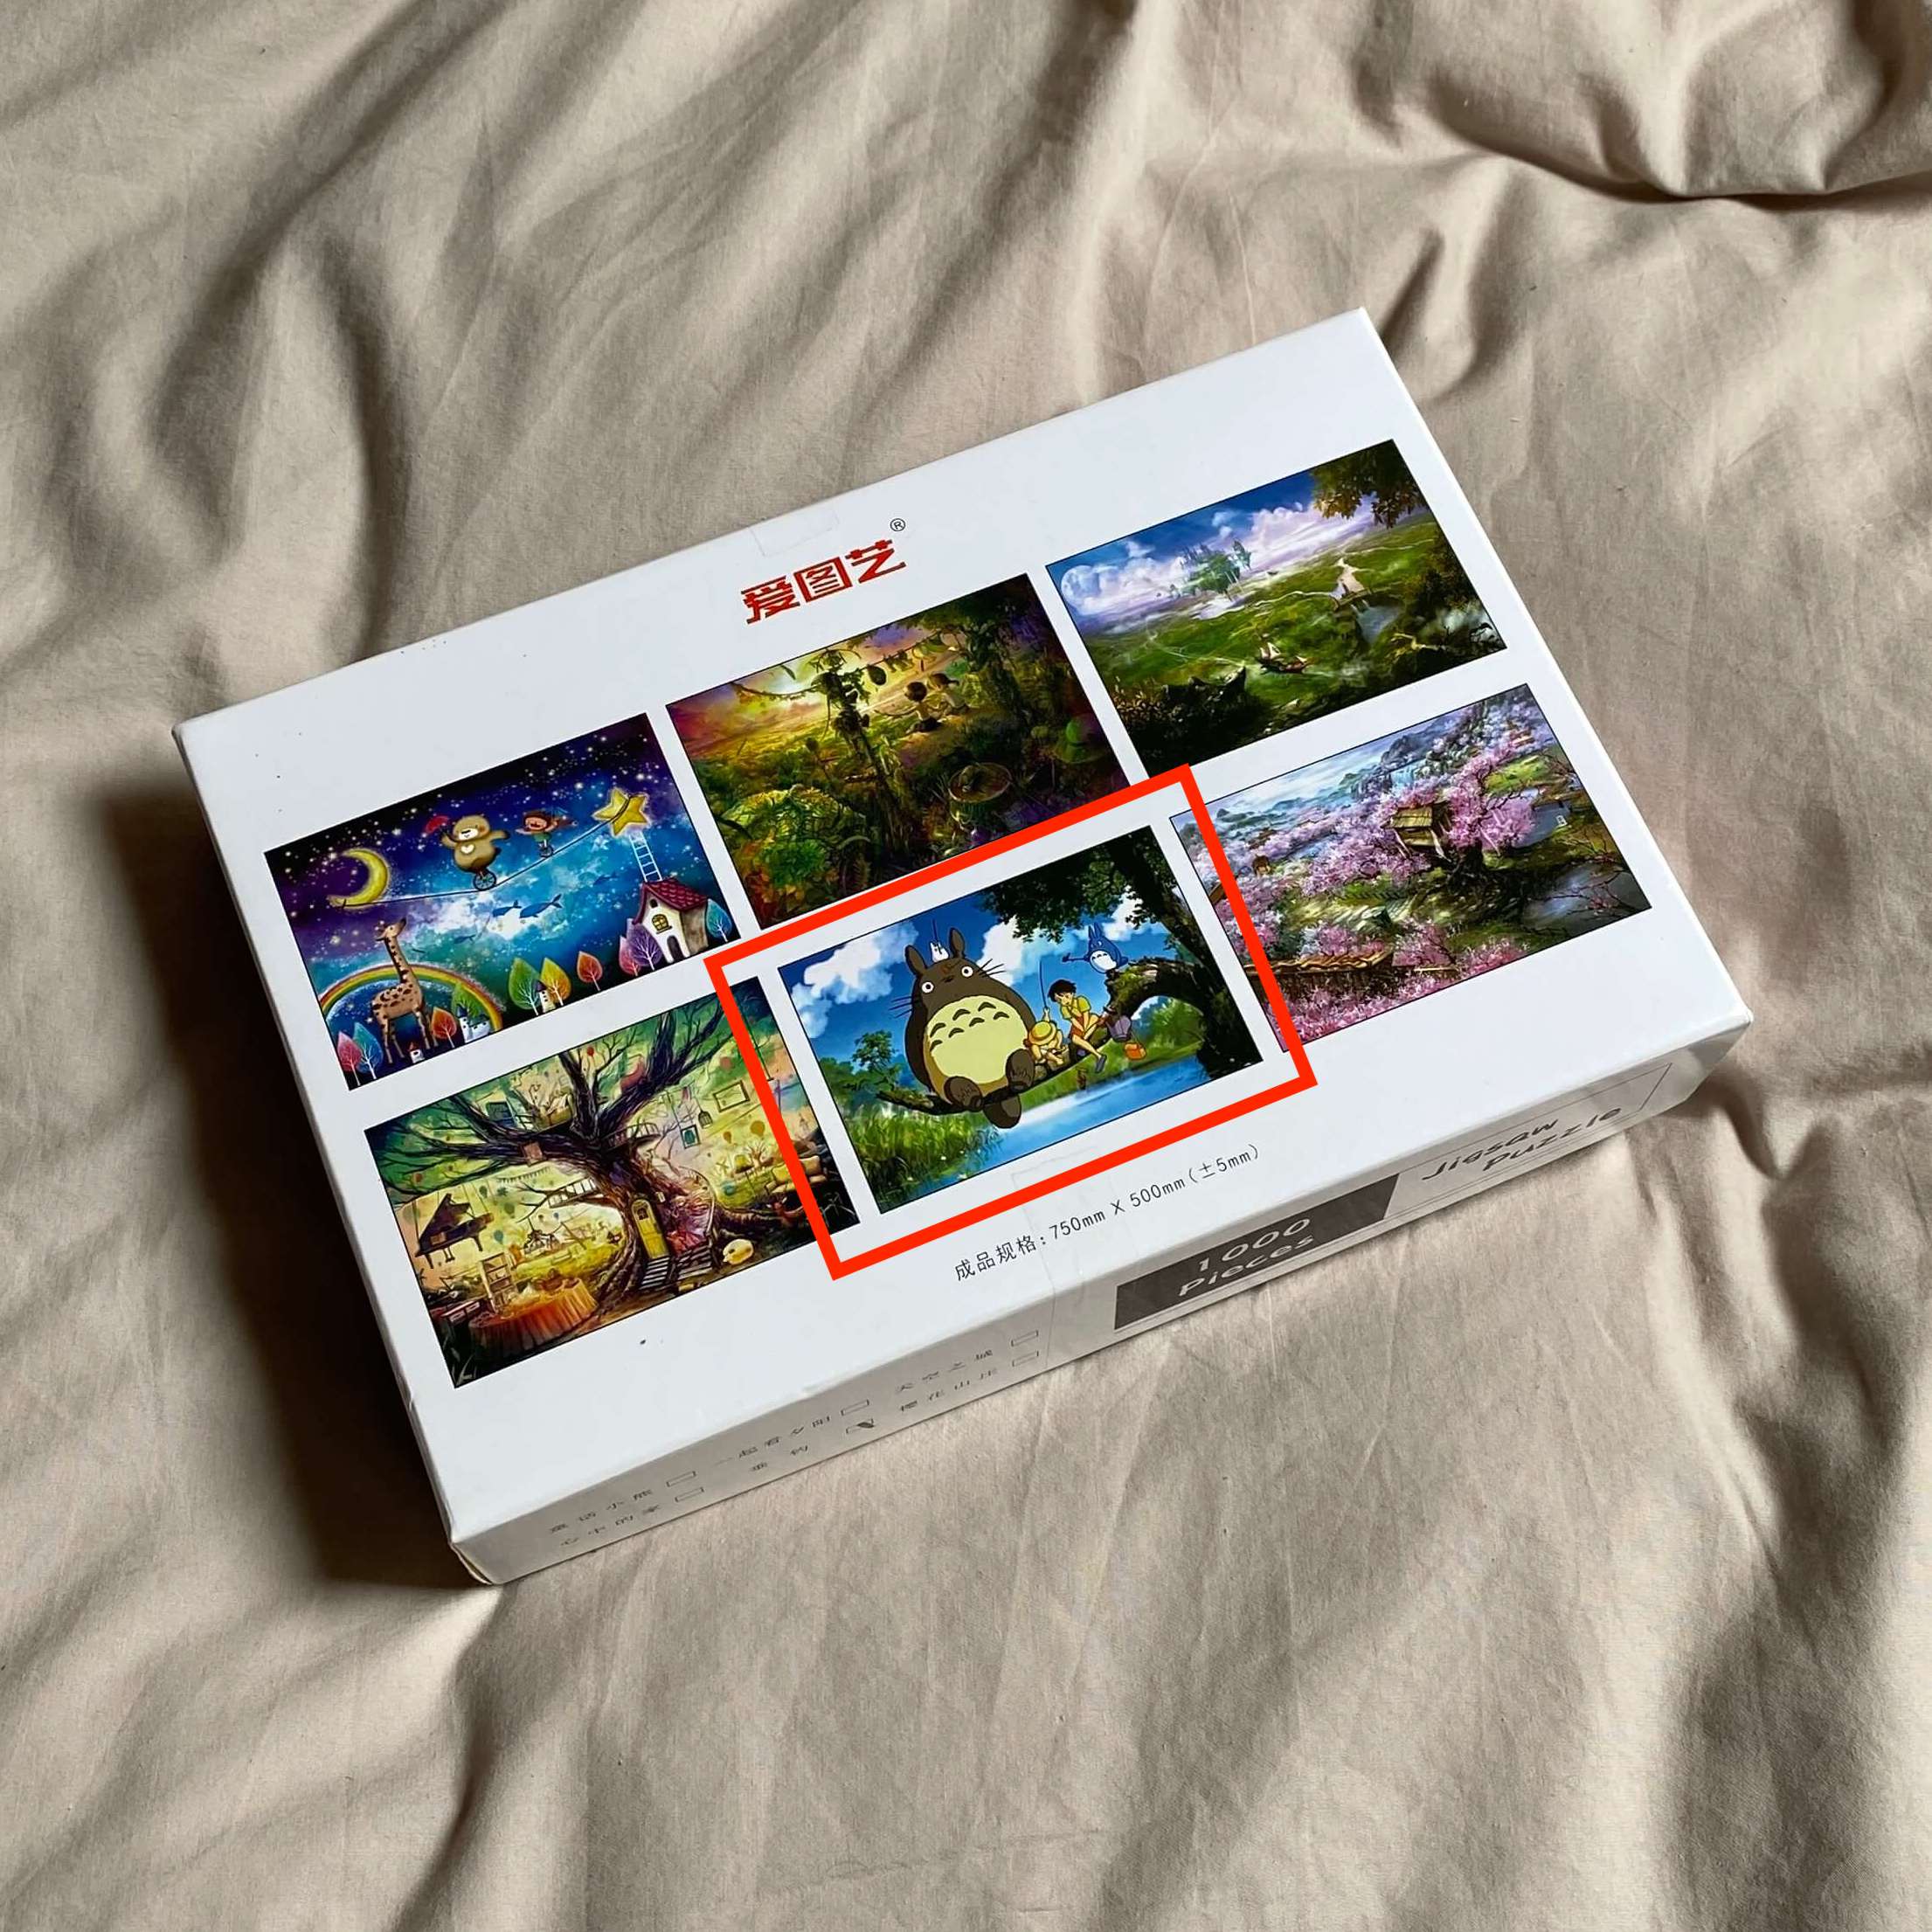 爱图艺®
成品规格:750mm X 500mm(±5mm)
1000
Pieces
Jigsaw
Puzzle
童话小熊 一起看夕阳 天空之城
心中的家 垂钓 樱花山庄